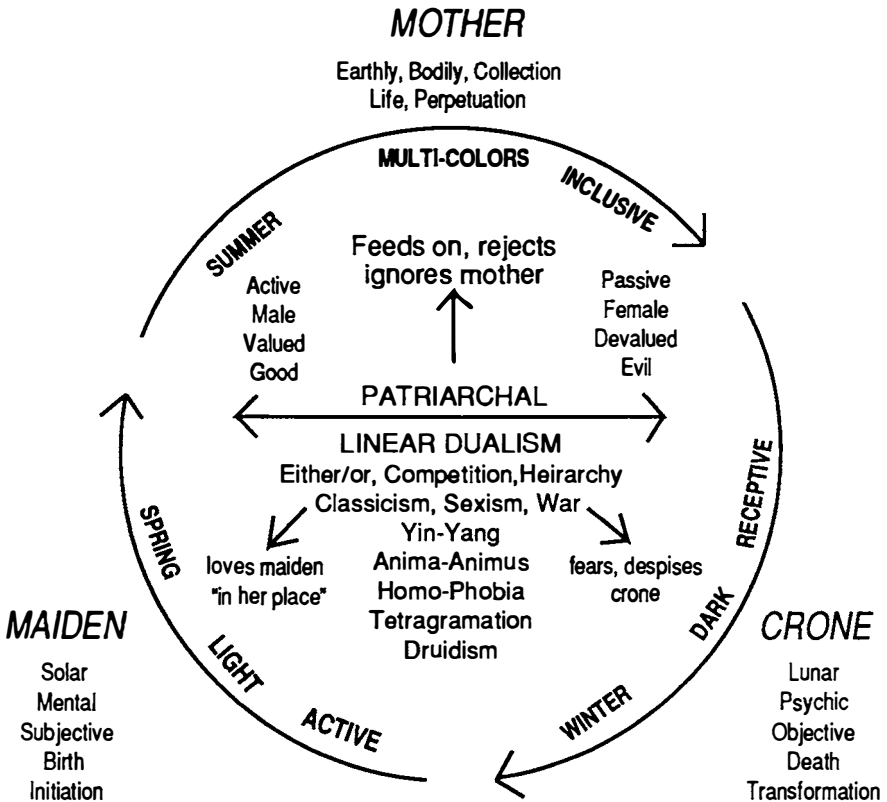 MOTHER
Earthly, Bodily, Collection
Life, Perpetuation
MULTI-COLORS
INCLUSIVE
SUMMER
Feeds on, rejects
ignores mother
Active
Male
Valued
Good
Passive
Female
Devalued
Evil
PATRIARCHAL
LINEAR DUALISM
Either/or, Competition,Heirarchy
Classicism, Sexism, War
Yin-Yang
Anima-Animus
Homo-Phobia
Tetragramation
Druidism
loves maiden
"in her place"
fears, despises
crone
RECEPTIVE
DARK
WINTER
SPRING
LIGHT
ACTIVE
MAIDEN
Solar
Mental
Subjective
Birth
Initiation
CRONE
Lunar
Psychic
Objective
Death
Transformation